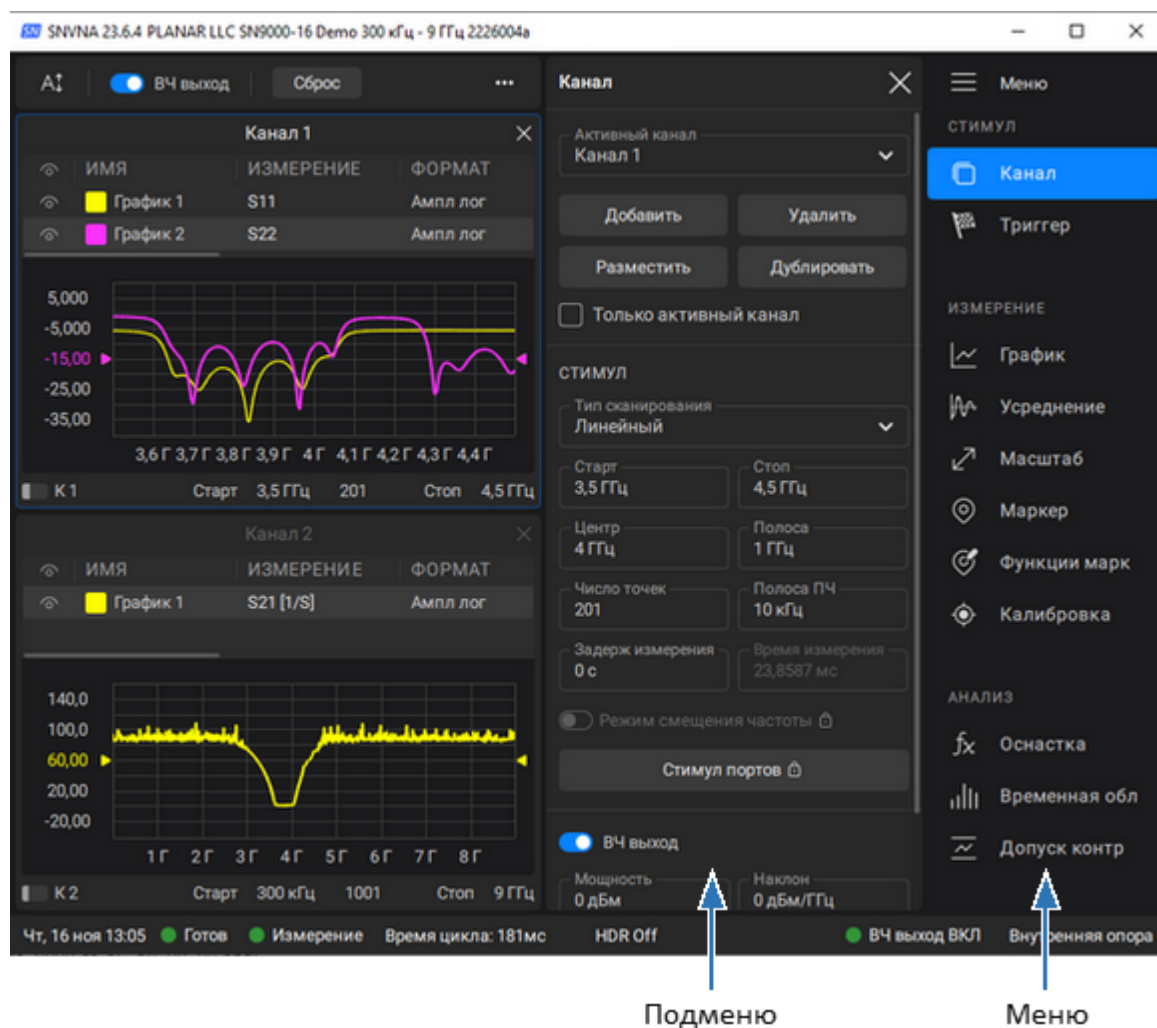 SNVNA 23.6.4 PLANAR LLC SN9000-16 Demo 300 кГц - 9 ГГц 2226004a
ВЧ выход Сброс ...
Канал 1
ИМЯ ИЗМЕРЕНИЕ ФОРМАТ
График 1 S11 Ампл лог
График 2 S22 Ампл лог
5,000
-5,000
-15,00
-25,00
-35,00
3,6 Г 3,7 Г 3,8 Г 3,9 Г 4 Г 4,1 Г 4,2 Г 4,3 Г 4,4 Г
К 1 Старт 3,5 ГГц 201 Стоп 4,5 ГГц
Канал 2
ИМЯ ИЗМЕРЕНИЕ ФОРМАТ
График 1 S21 [1/S] Ампл лог
140,0
100,0
60,00
20,00
-20,00
1 Г 2 Г 3 Г 4 Г 5 Г 6 Г 7 Г 8 Г
К 2 Старт 300 кГц 1001 Стоп 9 ГГц
Канал
Активный канал
Канал 1
Добавить Удалить
Разместить Дублировать
Только активный канал
СТИМУЛ
Тип сканирования
Линейный
Старт Стоп
3,5 ГГц 4,5 ГГц
Центр Полоса
4 ГГц 1 ГГц
Число точек Полоса ПЧ
201 10 кГц
Задерж измерения Время измерения
0 с 23,8587 мс
Режим смещения частоты
Стимул портов
ВЧ выход
Мощность Наклон
0 дБм 0 дБм/ГГц
Меню
СТИМУЛ
Канал
Триггер
ИЗМЕРЕНИЕ
График
Усреднение
Масштаб
Маркер
Функции марк
Калибровка
АНАЛИЗ
Оснастка
Временная обл
Допуск контр
Чт, 16 ноя 13:05 Готов Измерение Время цикла: 181мс HDR Off ВЧ выход ВКЛ Внутренняя опора
Подменю Меню